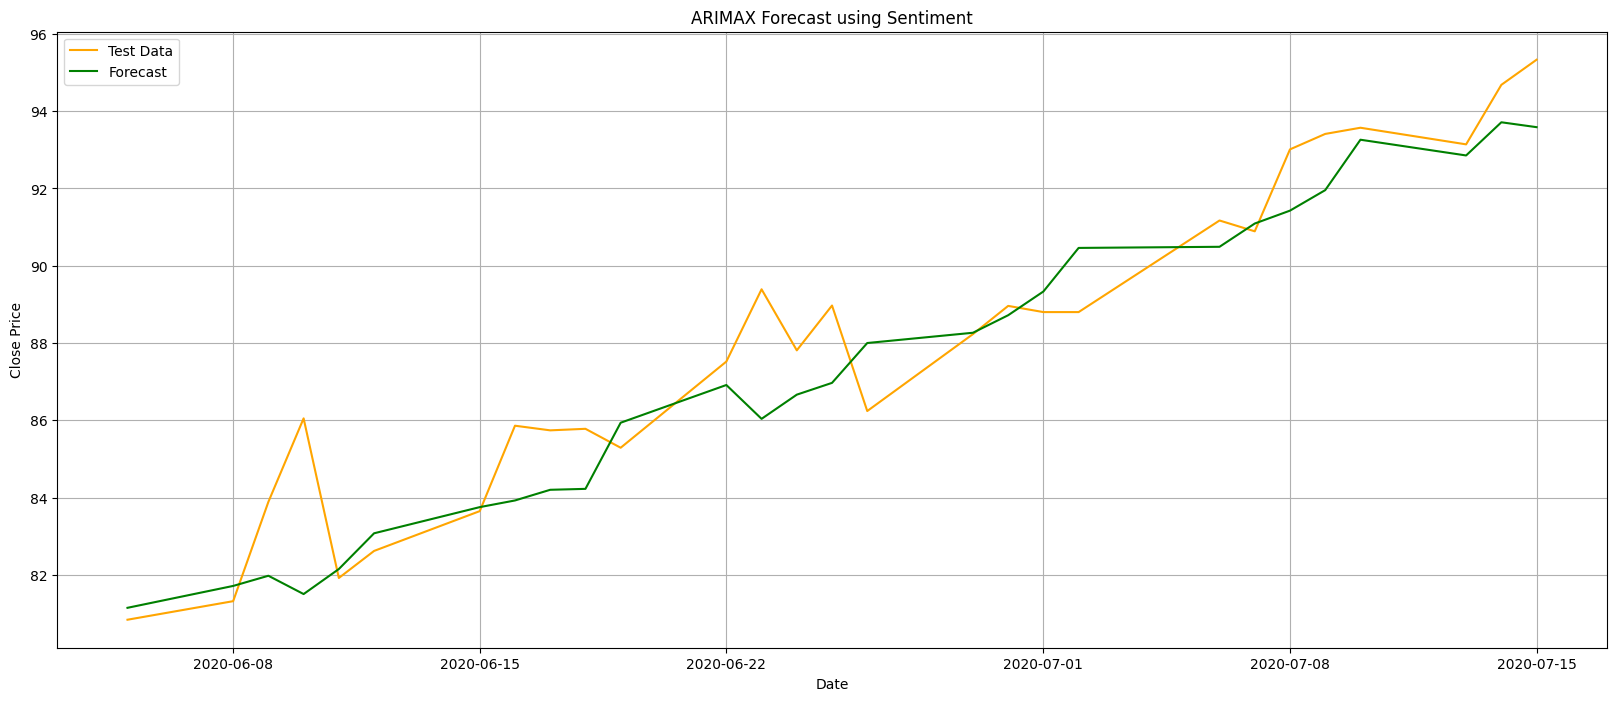 ARIMAX Forecast using Sentiment
Test Data
Forecast
96
94
92
90
88
86
84
82
Close Price
2020-06-08
2020-06-15
2020-06-22
2020-07-01
2020-07-08
2020-07-15
Date